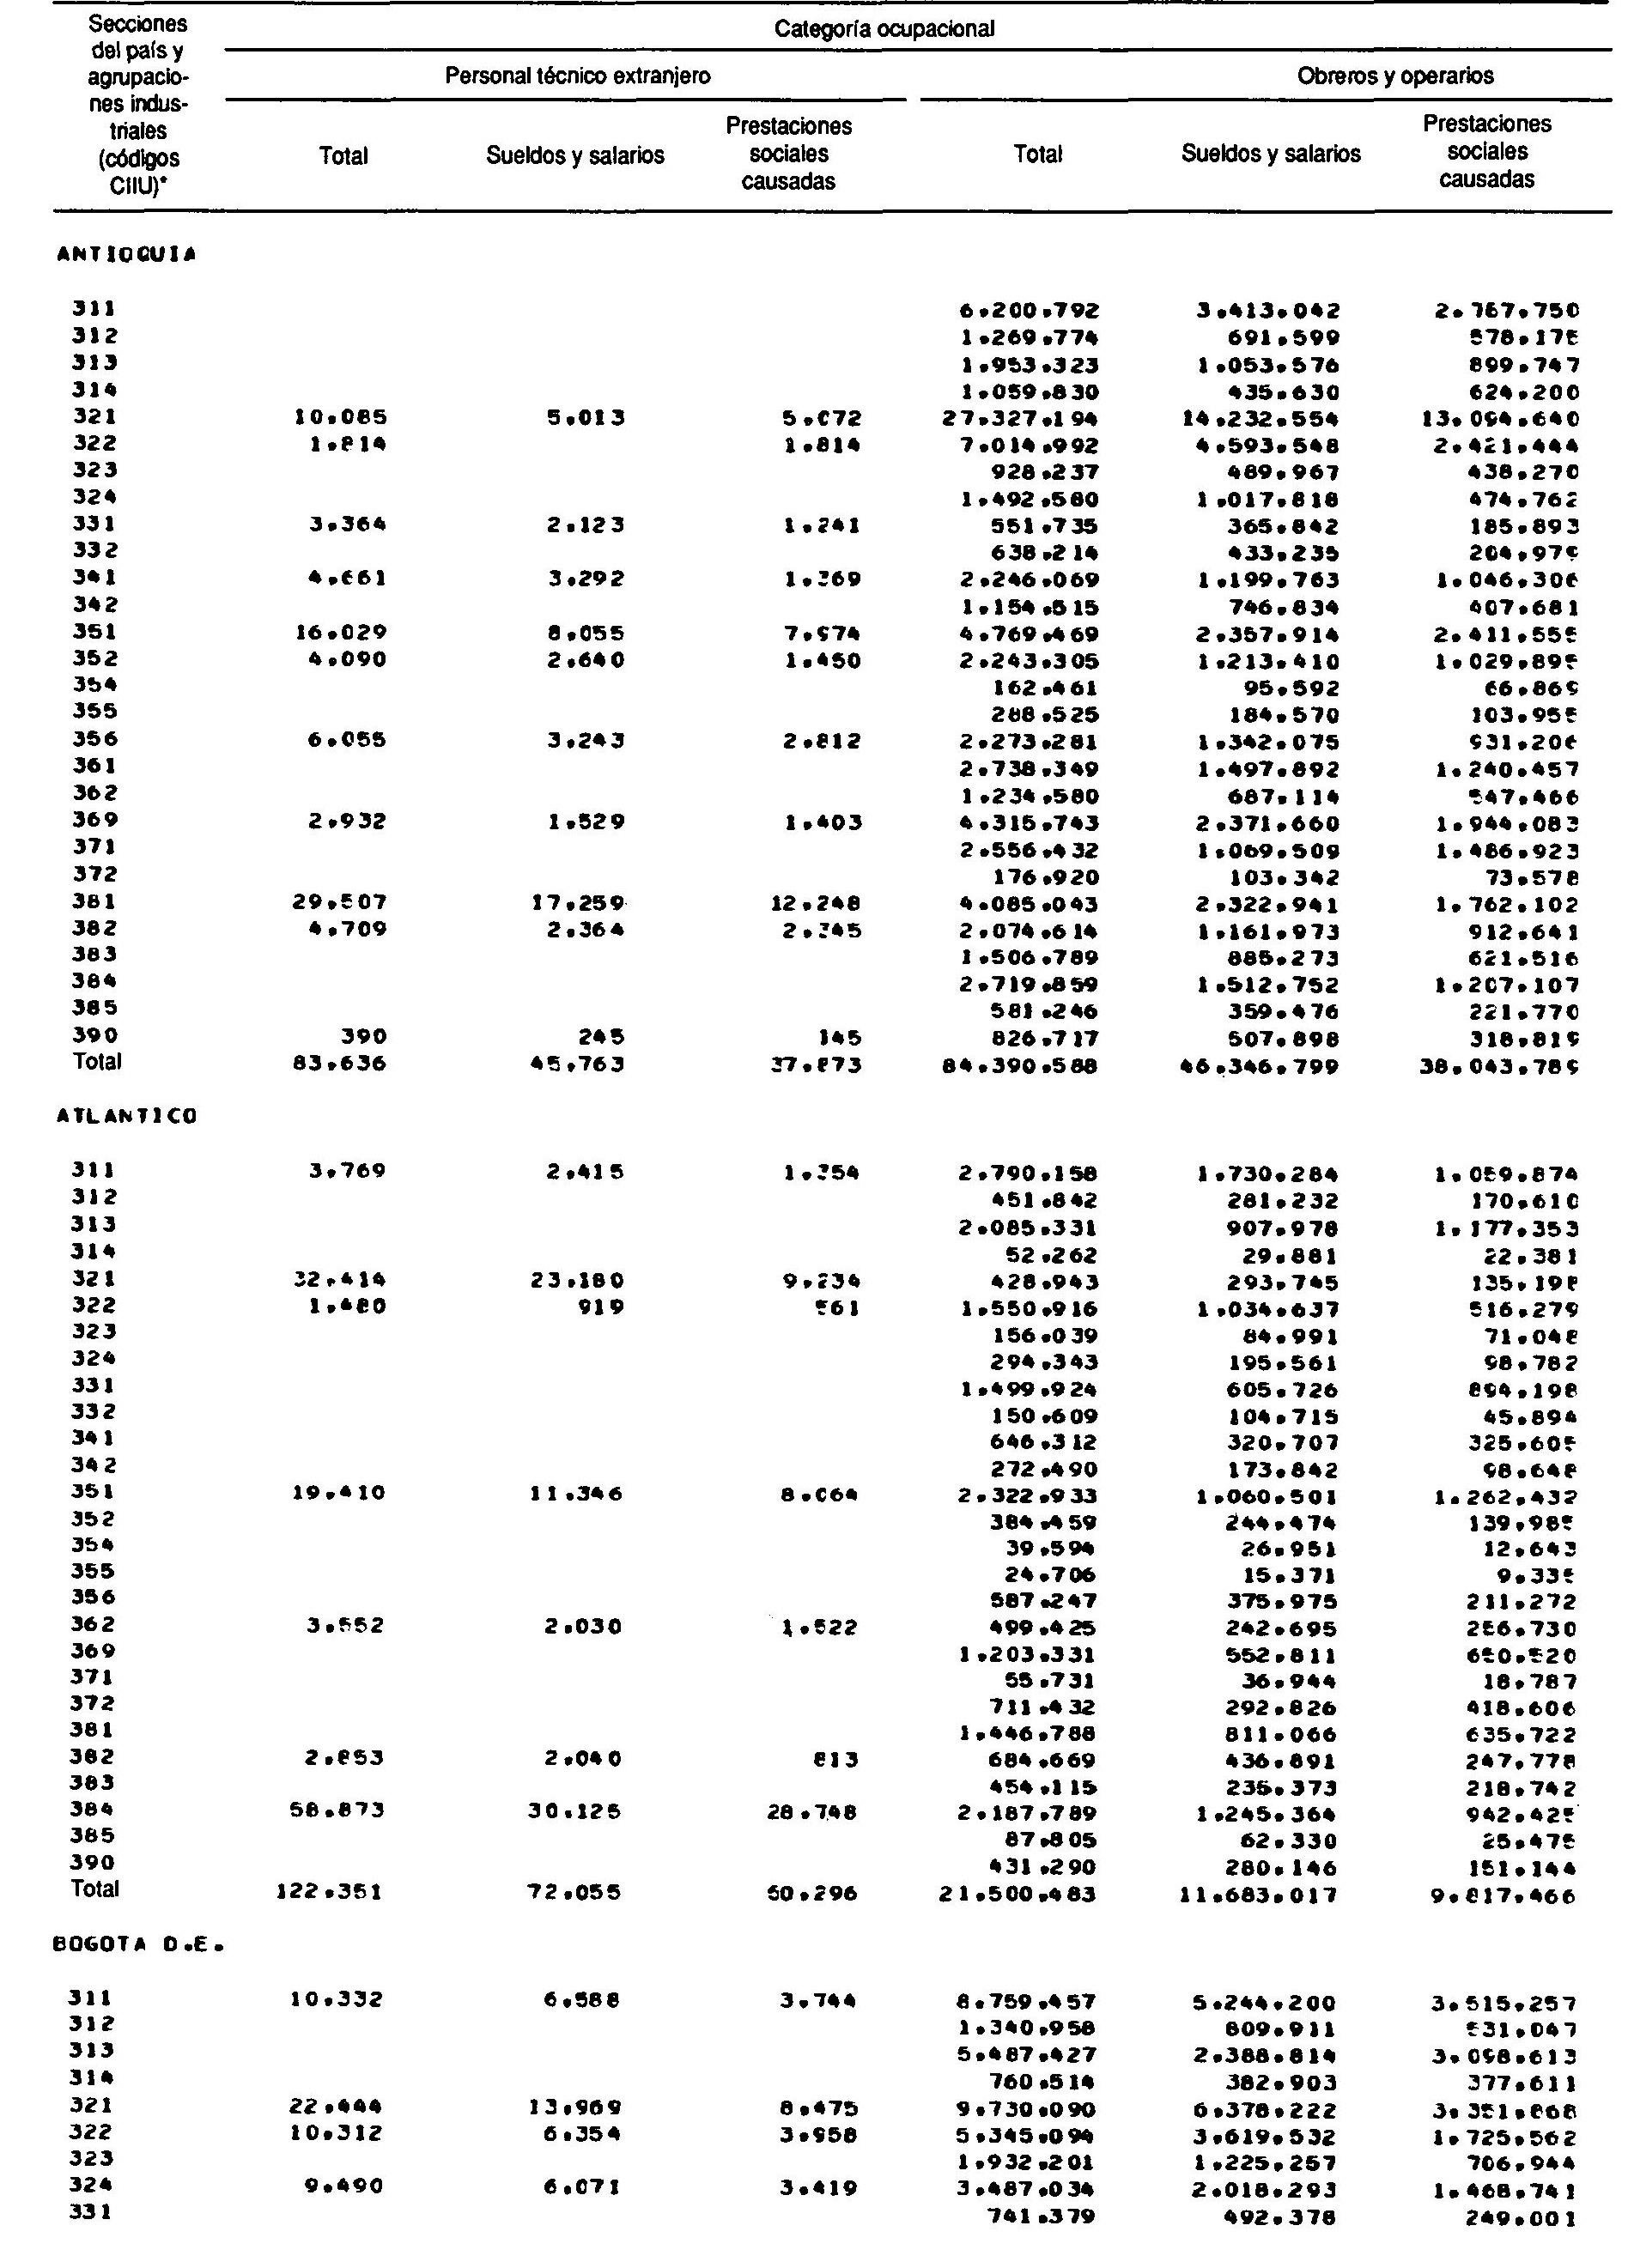 Secciones del país y agrupacio-nes indus-triales (códigos CIIU)*
Categoría ocupacional
Personal técnico extranjero Obreros y operarios
Total Sueldos y salarios Prestaciones sociales causadas Total Sueldos y salarios Prestaciones sociales causadas
ANTIOQUIA
311 6.200.792 3.413.042 2.787.750
312 1.269.774 691.599 578.175
313 1.953.323 1.053.576 899.747
314 1.059.830 435.630 624.200
321 10.085 5.013 5.072 27.327.194 14.232.554 13.094.640
322 1.814 1.814 7.014.992 4.593.548 2.421.444
323 928.237 489.967 438.270
324 1.492.580 1.017.818 474.762
331 3.364 2.123 1.241 551.735 365.842 185.893
332 638.214 433.235 204.979
341 4.661 3.292 1.369 2.246.069 1.199.763 1.046.306
342 1.154.515 746.834 407.681
351 16.029 8.055 7.974 4.769.469 2.357.914 2.411.555
352 4.090 2.640 1.450 2.243.305 1.213.410 1.029.895
354 162.461 95.592 66.869
355 288.525 184.570 103.955
356 6.055 3.243 2.812 2.273.281 1.342.075 931.206
361 2.738.349 1.497.892 1.240.457
362 1.234.580 687.114 547.466
369 2.932 1.529 1.403 4.315.743 2.371.660 1.944.083
371 2.556.432 1.069.509 1.486.923
372 176.920 103.342 73.578
381 29.507 17.259 12.248 4.085.043 2.322.941 1.762.102
382 4.709 2.364 2.345 2.074.614 1.161.973 912.641
383 1.506.789 885.273 621.516
384 2.719.859 1.512.752 1.207.107
385 581.246 359.476 221.770
390 390 245 145 826.717 507.898 318.819
Total 83.636 45.763 37.873 84.390.588 46.346.799 38.043.789
ATLANTICO
311 3.769 2.415 1.354 2.790.158 1.730.284 1.059.874
312 451.842 281.232 170.610
313 2.085.331 907.978 1.177.353
314 52.262 29.881 22.381
321 32.414 23.180 9.234 428.943 293.745 135.198
322 1.480 919 561 1.550.916 1.034.637 516.279
323 156.039 84.991 71.048
324 294.343 195.561 98.782
331 1.499.924 605.726 894.198
332 150.609 104.715 45.894
341 646.312 320.707 325.605
342 272.490 173.842 98.648
351 19.410 11.346 8.064 2.322.933 1.060.501 1.262.432
352 384.459 244.474 139.985
354 39.594 26.951 12.643
355 24.706 15.371 9.335
356 587.247 375.975 211.272
362 3.552 2.030 1.522 499.425 242.695 256.730
369 1.203.331 552.811 650.520
371 55.731 36.944 18.787
372 711.432 292.826 418.606
381 1.446.788 811.066 635.722
382 2.853 2.040 813 684.669 436.891 247.778
383 454.115 235.373 218.742
384 58.873 30.125 28.748 2.187.789 1.245.364 942.425
385 87.805 62.330 25.475
390 431.290 280.146 151.144
Total 122.351 72.055 50.296 21.500.483 11.683.017 9.817.466
BOGOTA D.E.
311 10.332 6.588 3.744 8.759.457 5.244.200 3.515.257
312 1.340.958 809.911 531.047
313 5.487.427 2.388.814 3.098.613
314 760.514 382.903 377.611
321 22.444 13.969 8.475 9.730.090 6.378.222 3.351.868
322 10.312 6.354 3.958 5.345.094 3.619.532 1.725.562
323 1.932.201 1.225.257 706.944
324 9.490 6.071 3.419 3.487.034 2.018.293 1.468.741
331 741.379 492.378 249.001